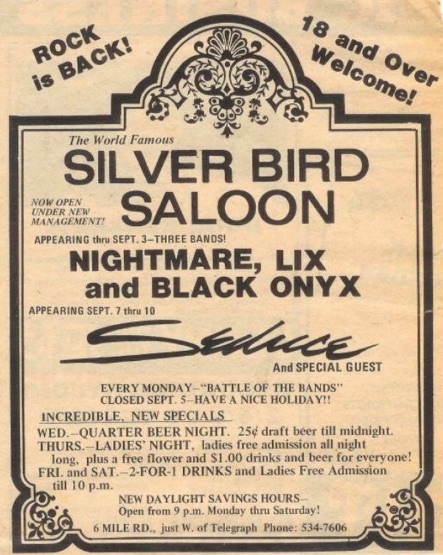 ROCK
is BACK!
18 and Over
Welcome!
The World Famous
SILVER BIRD
SALOON
NOW OPEN
UNDER NEW
MANAGEMENT!
APPEARING thru SEPT. 3—THREE BANDS!
NIGHTMARE, LIX
and BLACK ONYX
APPEARING SEPT. 7 thru 10
Seduce
And SPECIAL GUEST
EVERY MONDAY—"BATTLE OF THE BANDS"
CLOSED SEPT. 5—HAVE A NICE HOLIDAY!!
INCREDIBLE, NEW SPECIALS
WED.—QUARTER BEER NIGHT. 25¢ draft beer till midnight.
THURS.—LADIES' NIGHT, ladies free admission all night
long, plus a free flower and $1.00 drinks and beer for everyone!
FRI. and SAT.—2-FOR-1 DRINKS and Ladies Free Admission
till 10 p.m.
NEW DAYLIGHT SAVINGS HOURS—
Open from 9 p.m. Monday thru Saturday!
6 MILE RD., just W. of Telegraph Phone: 534-7606